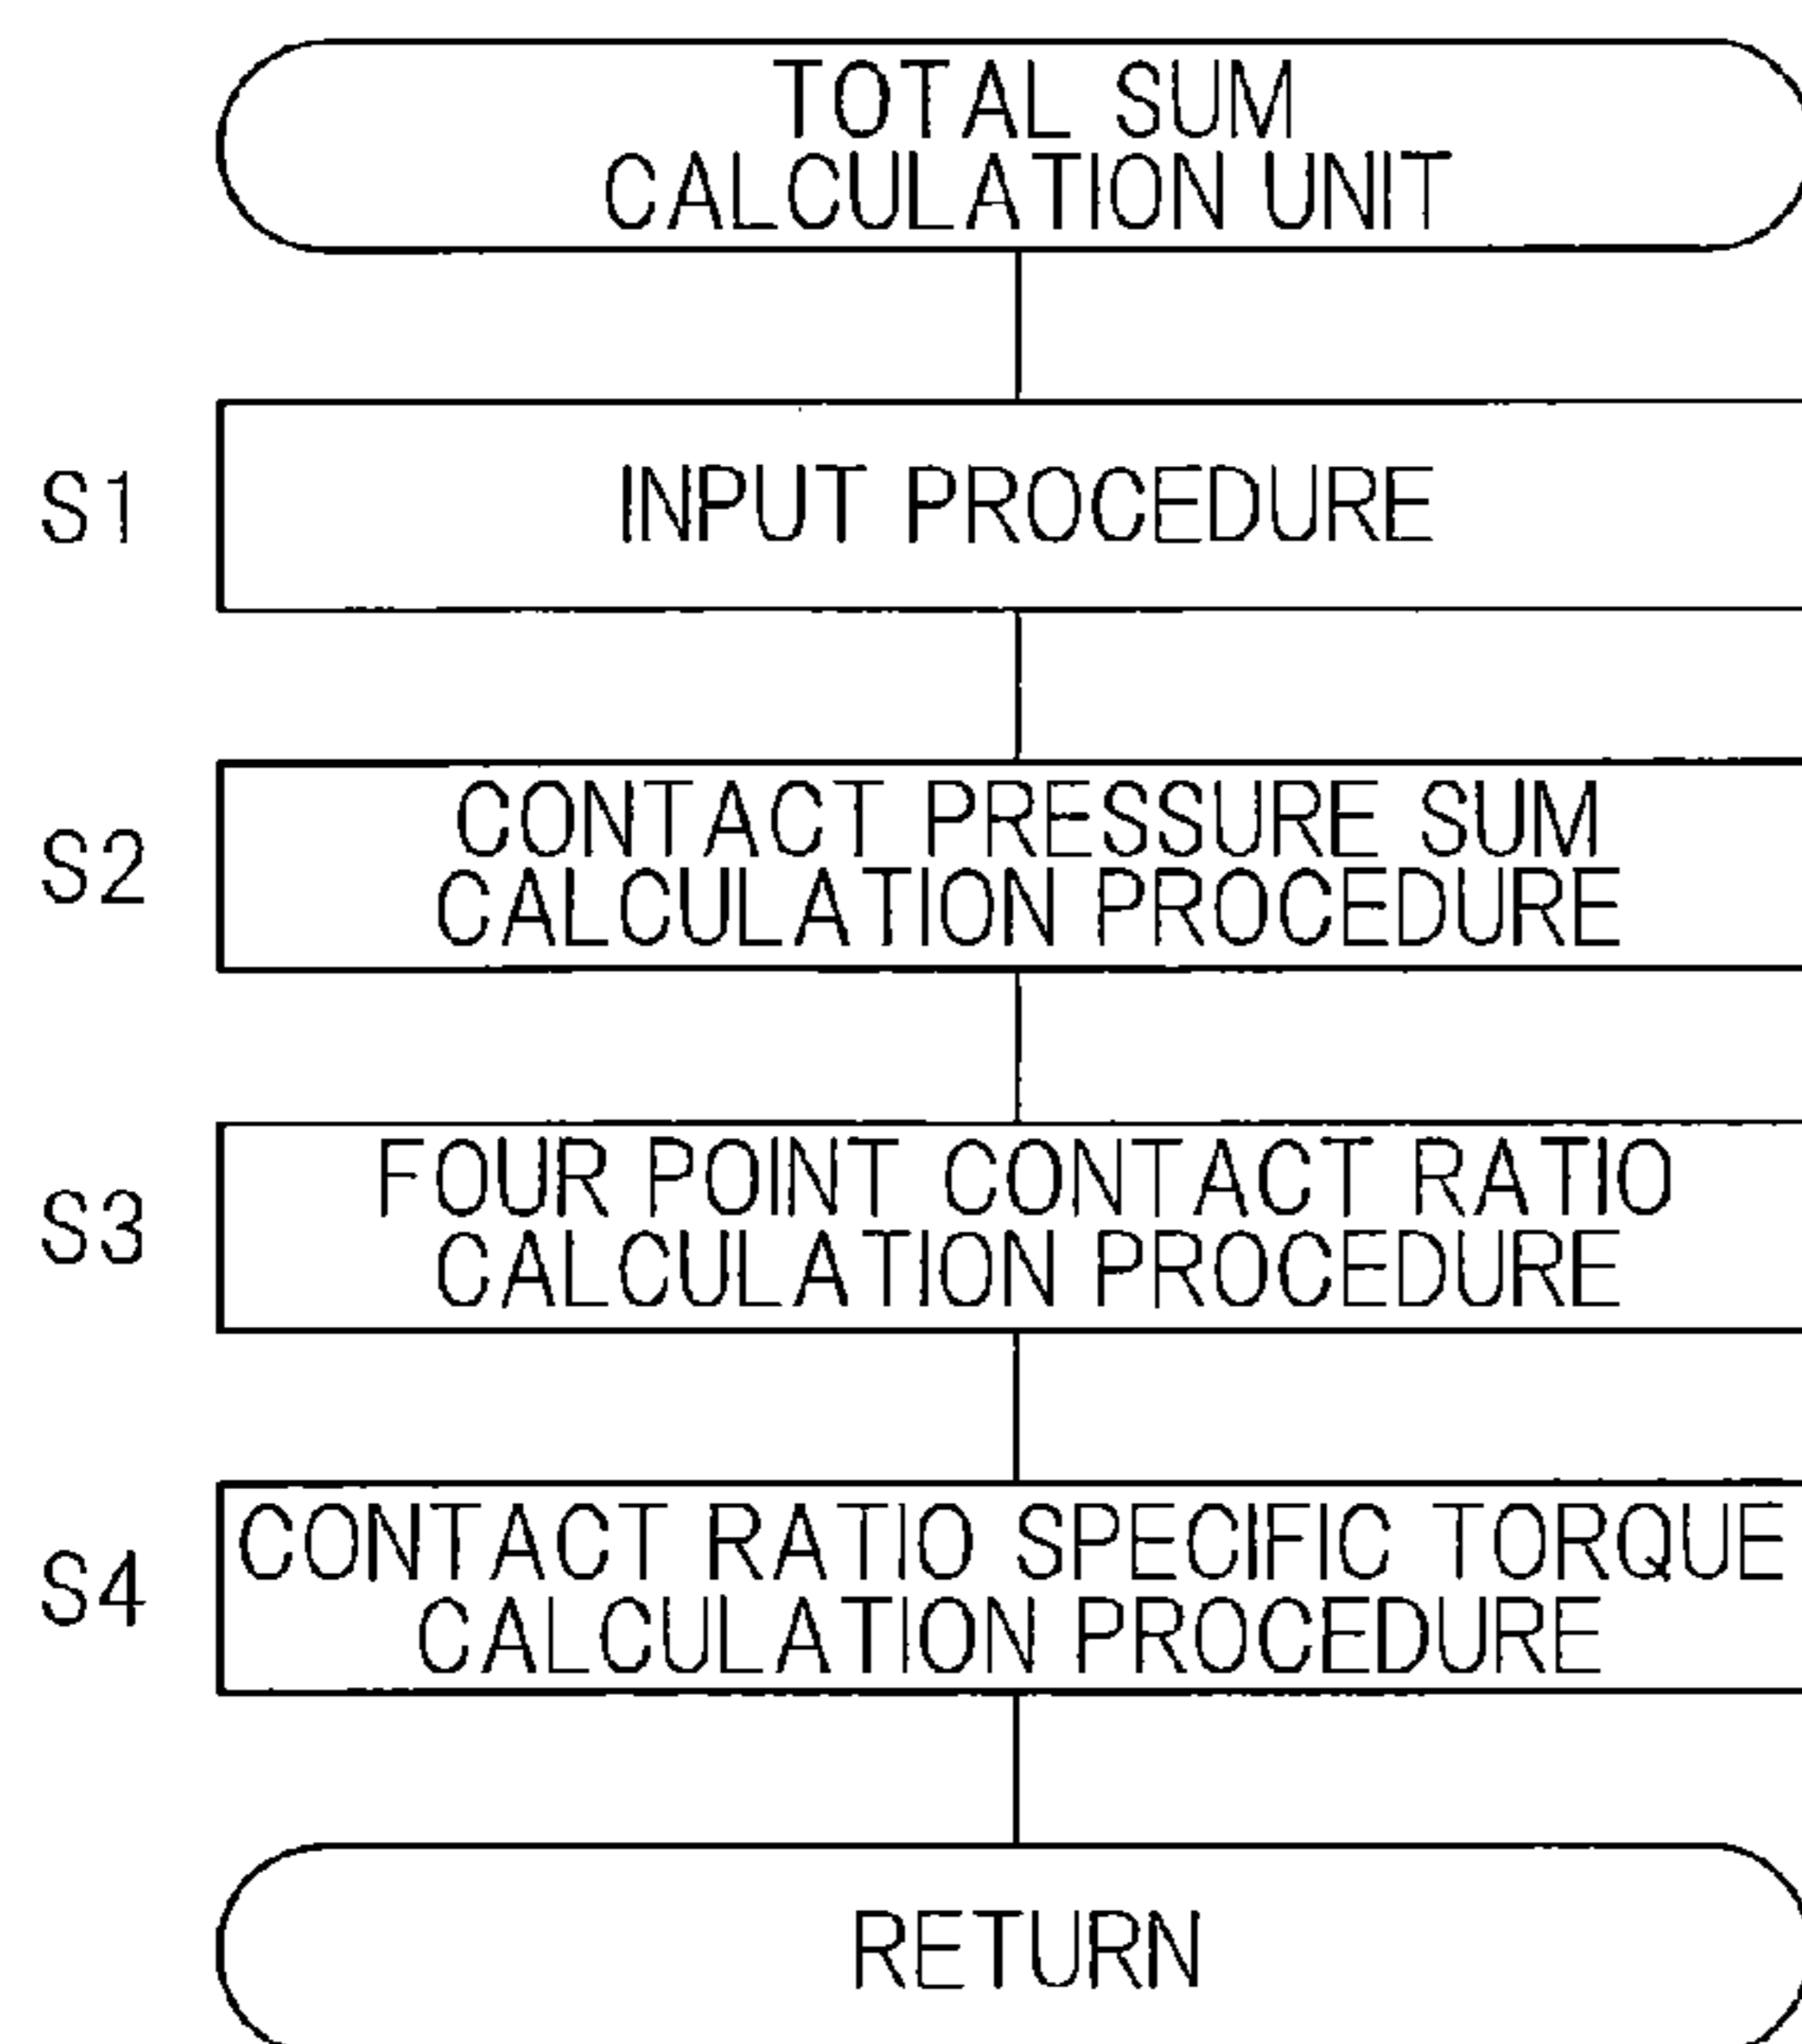 TOTAL SUM
CALCULATION UNIT
S1
INPUT PROCEDURE
S2
CONTACT PRESSURE SUM
CALCULATION PROCEDURE
S3
FOUR POINT CONTACT RATIO
CALCULATION PROCEDURE
S4
CONTACT RATIO SPECIFIC TORQUE
CALCULATION PROCEDURE
RETURN